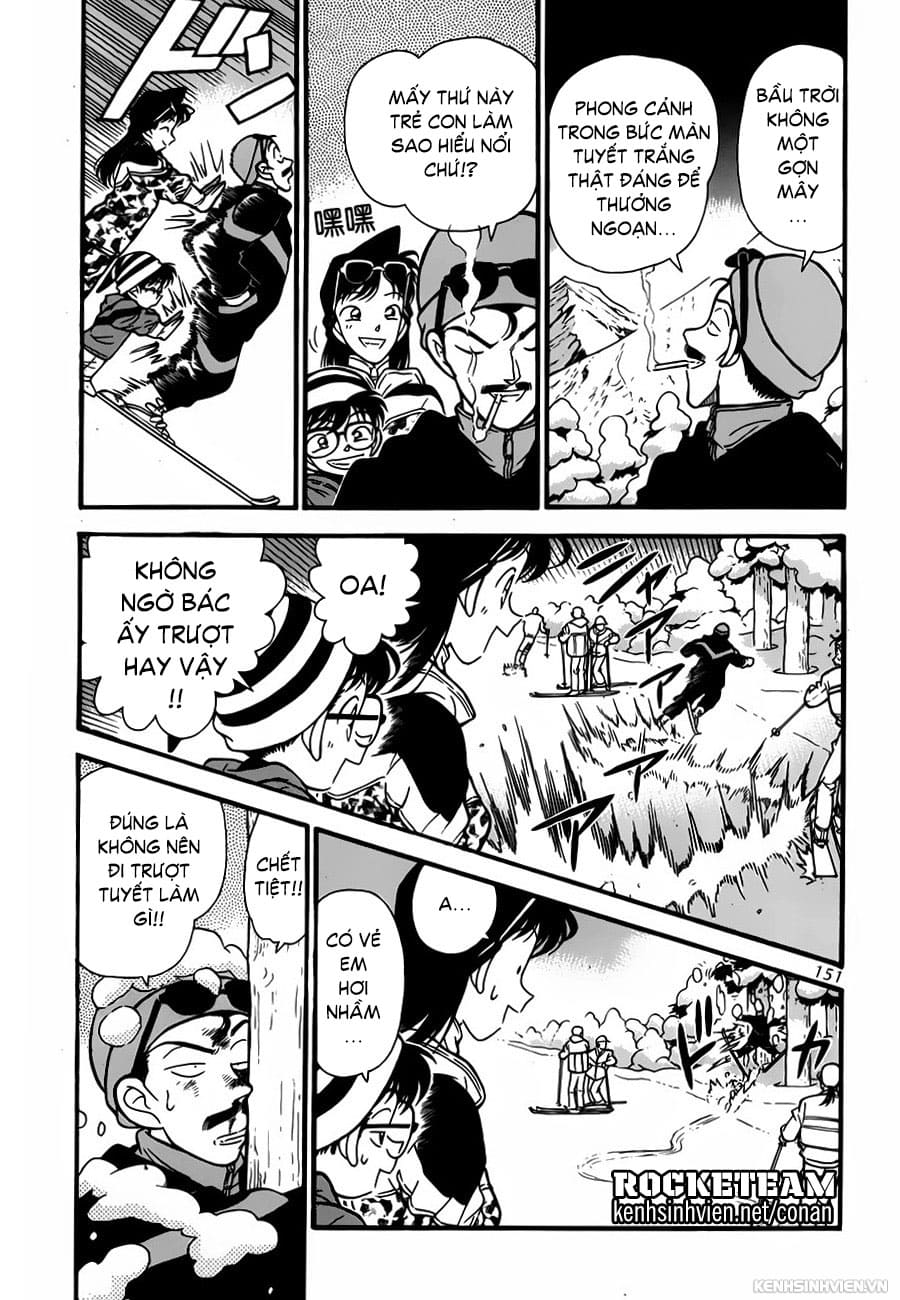 BẦU TRỜI
KHÔNG
MỘT
GỢN
MÂY
...
PHONG CẢNH
TRONG BỨC MÀN
TUYẾT TRẮNG
THẬT ĐÁNG ĐỂ
THƯỞNG
NGOẠN...
MẤY THỨ NÀY
TRẺ CON LÀM
SAO HIỂU NỔI
CHỨ!?
嘿嘿
ドン
OA!
KHÔNG
NGỜ BÁC
ẤY TRƯỢT
HAY VẬY
!!
A...
CÓ VẺ
EM
HƠI
NHẦM
...
CHẾT
TIỆT!!
ĐÚNG LÀ
KHÔNG NÊN
ĐI TRƯỢT
TUYẾT LÀM
GÌ!!
151
ROCKETEAM
kenhsinhvien.net/conan
KENHSINHVIEN.VN